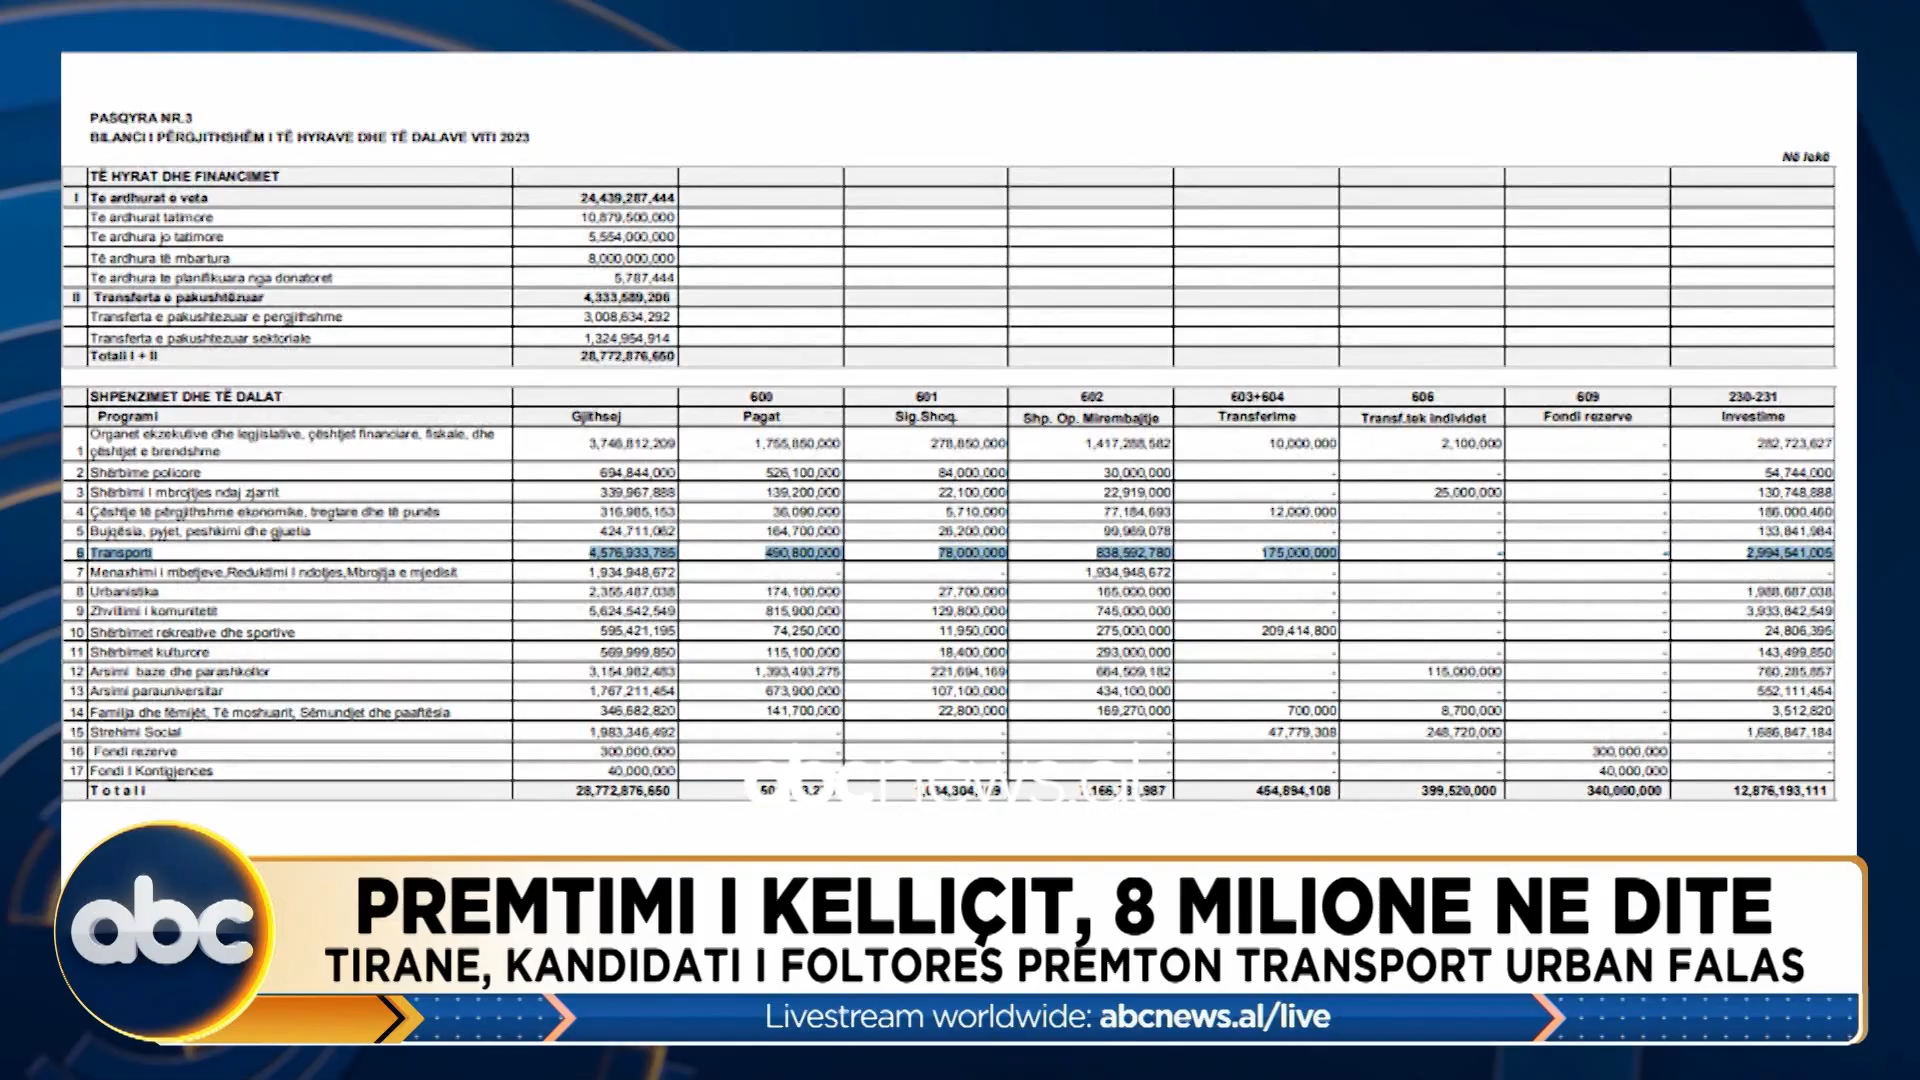 PASQYRA NR.3
BILANCI I PËRGJITHSHËM I TË HYRAVE DHE TË DALAVE VITI 2023
Në lekë
TË HYRAT DHE FINANCIMET
I Te ardhurat e veta 24,439,287,444
Te ardhurat tatimore 10,879,500,000
Te ardhura jo tatimore 5,554,000,000
Të ardhura të mbartura 8,000,000,000
Te ardhura te planifikuara nga donatoret 5,787,444
II Transferta e pakushtëzuar 4,333,589,206
Transferta e pakushtezuar e pergjithshme 3,008,634,292
Transferta e pakushtezuar sektoriale 1,324,954,914
Totali I + II 28,772,876,650
SHPENZIMET DHE TË DALAT 600 601 602 603+604 606 609 230-231
Programi Gjithsej Pagat Sig.Shoq. Shp. Op. Mirembajtje Transferime Transf.tek individet Fondi rezerve Investime
Organet ekzekutive dhe legjislative, çështjet financiare, fiskale, dhe
1 çështjet e brendshme 3,746,812,209 1,755,850,000 278,850,000 1,417,288,582 10,000,000 2,100,000 - 282,723,627
2 Shërbime policore 694,844,000 526,100,000 84,000,000 30,000,000 - - - 54,744,000
3 Shërbimi i mbrojtjes ndaj zjarrit 339,967,888 139,200,000 22,100,000 22,919,000 - 25,000,000 - 130,748,888
4 Çështje të përgjithshme ekonomike, tregtare dhe të punës 316,985,153 36,090,000 5,710,000 77,184,693 12,000,000 - - 186,000,460
5 Bujqësia, pyjet, peshkimi dhe gjuetia 424,711,062 164,700,000 26,200,000 99,969,078 - - - 133,841,984
6 Transporti 4,576,933,785 490,800,000 78,000,000 838,592,780 175,000,000 - - 2,994,541,005
7 Menaxhimi i mbetjeve,Reduktimi i ndotjes,Mbrojtja e mjedisit 1,934,948,672 - - 1,934,948,672 - - - -
8 Urbanistika 2,355,487,038 174,100,000 27,700,000 165,000,000 - - - 1,988,687,038
9 Zhvillimi i komunitetit 5,624,542,549 815,900,000 129,800,000 745,000,000 - - - 3,933,842,549
10 Shërbimet rekreative dhe sportive 595,421,195 74,250,000 11,950,000 275,000,000 209,414,800 - - 24,806,395
11 Shërbimet kulturore 569,999,850 115,100,000 18,400,000 293,000,000 - - - 143,499,850
12 Arsimi baze dhe parashkollor 3,154,982,483 1,393,493,275 221,694,169 664,509,182 - 115,000,000 - 760,285,857
13 Arsimi parauniversitar 1,767,211,454 673,900,000 107,100,000 434,100,000 - - - 552,111,454
14 Familja dhe fëmijët, Të moshuarit, Sëmundjet dhe paaftësia 346,682,820 141,700,000 22,800,000 169,270,000 700,000 8,700,000 - 3,512,820
15 Strehimi Social 1,983,346,492 - - - 47,779,308 248,720,000 - 1,686,847,184
16 Fondi rezerve 300,000,000 - - - - - 300,000,000 -
17 Fondi I Kontigjences 40,000,000 - - - - - 40,000,000 -
Totali 28,772,876,650 454,894,108 399,520,000 340,000,000 12,876,193,111
abcnews.al
abc
PREMTIMI I KELLIÇIT, 8 MILIONE NE DITE
TIRANE, KANDIDATI I FOLTORES PREMTON TRANSPORT URBAN FALAS
Livestream worldwide: abcnews.al/live